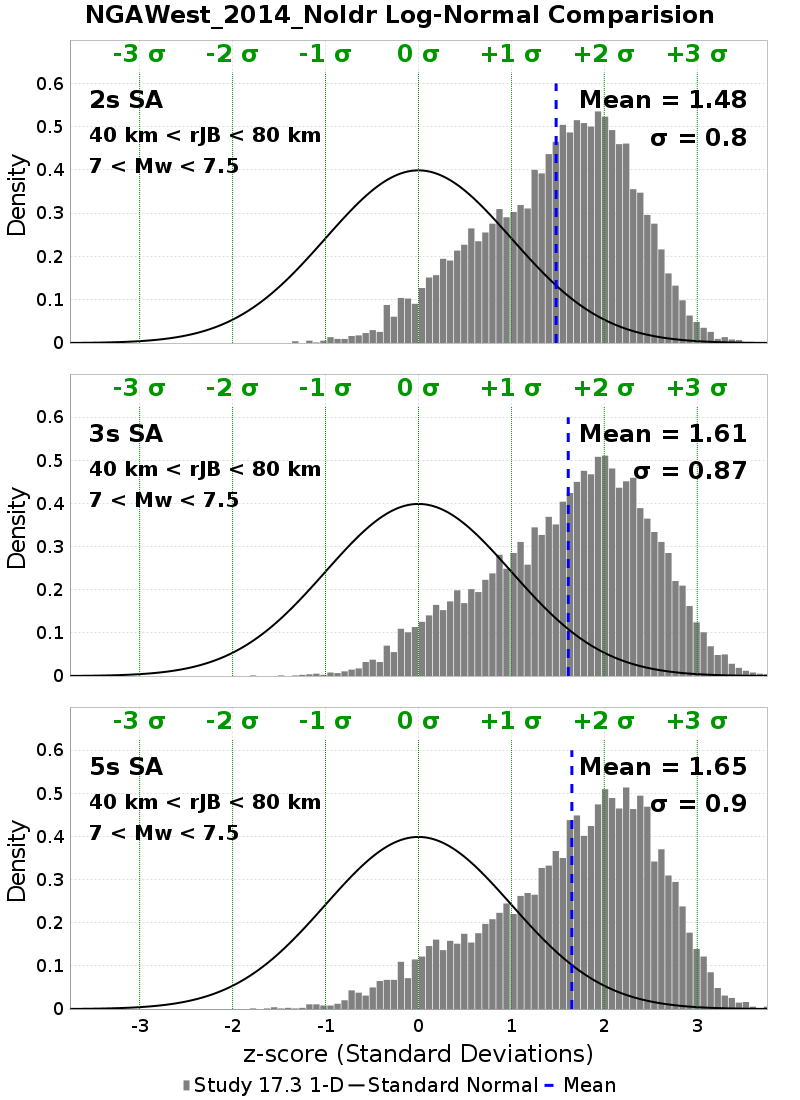 NGAWest_2014_NoIdr Log-Normal Comparision
-3 σ -2 σ -1 σ 0 σ +1 σ +2 σ +3 σ
0.6
2s SA Mean = 1.48
0.5
40 km < rJB < 80 km σ = 0.8
0.4
7 < Mw < 7.5
Density
0.3
0.2
0.1
0
-3 σ -2 σ -1 σ 0 σ +1 σ +2 σ +3 σ
0.6
3s SA Mean = 1.61
0.5
40 km < rJB < 80 km σ = 0.87
0.4
7 < Mw < 7.5
Density
0.3
0.2
0.1
0
-3 σ -2 σ -1 σ 0 σ +1 σ +2 σ +3 σ
0.6
5s SA Mean = 1.65
0.5
40 km < rJB < 80 km σ = 0.9
0.4
7 < Mw < 7.5
Density
0.3
0.2
0.1
0
-3 -2 -1 0 1 2 3
z-score (Standard Deviations)
Study 17.3 1-D Standard Normal Mean